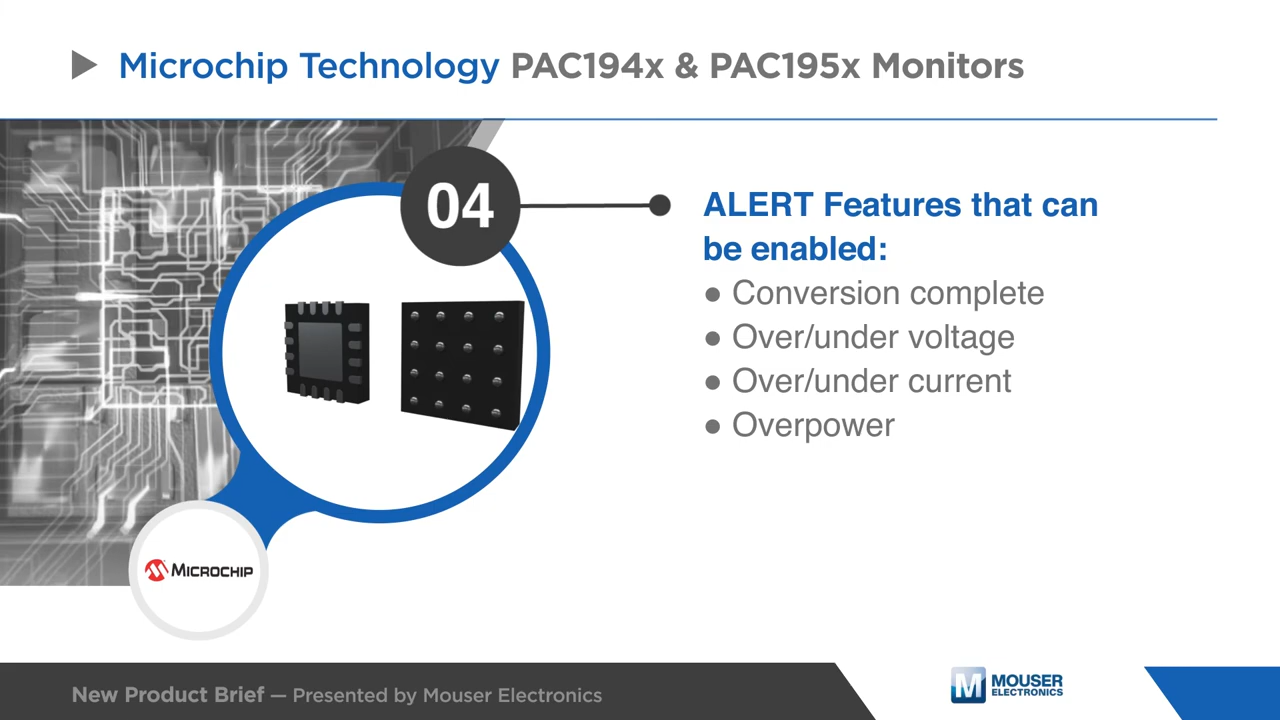 Microchip Technology PAC194x & PAC195x Monitors
04
ALERT Features that can
be enabled:
● Conversion complete
● Over/under voltage
● Over/under current
● Overpower
MICROCHIP
New Product Brief — Presented by Mouser Electronics
M MOUSER
ELECTRONICS